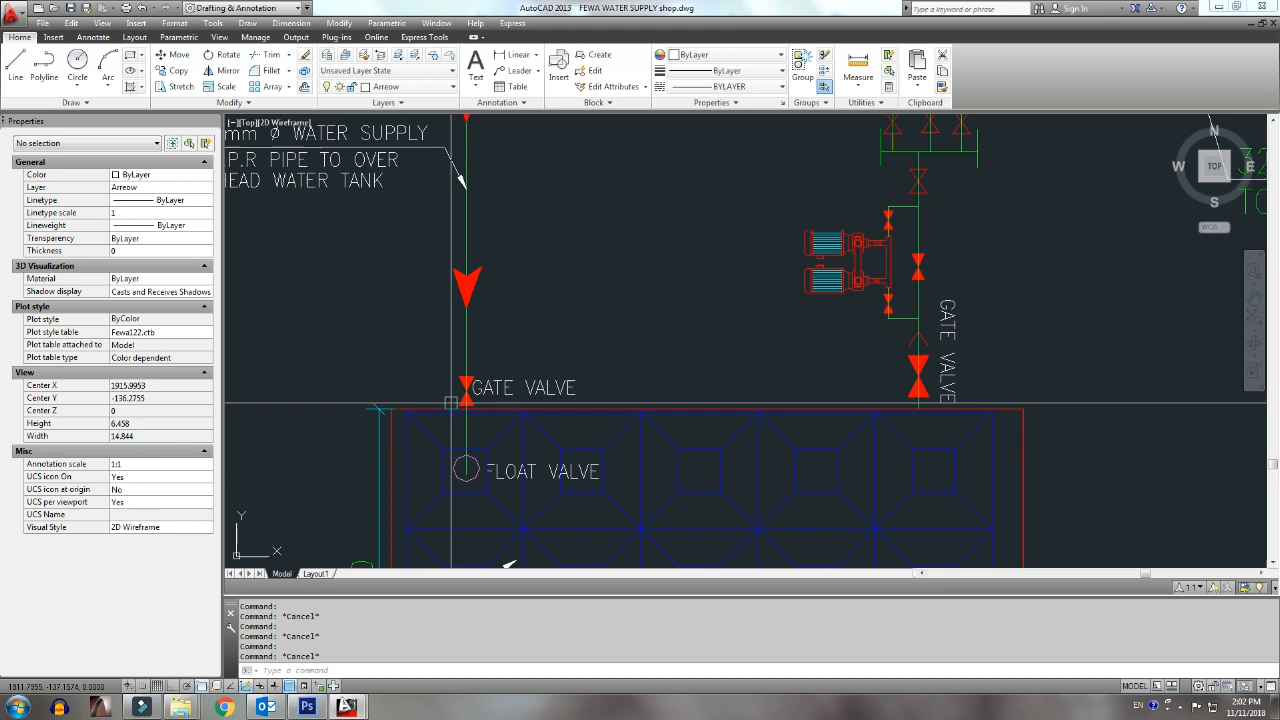 Drafting & Annotation
AutoCAD 2013 FEWA WATER SUPPLY shop.dwg
Type a keyword or phrase
Sign In
File Edit View Insert Format Tools Draw Dimension Modify Parametric Window Help Express
Home Insert Annotate Layout Parametric View Manage Output Plug-ins Online Express Tools
Line Polyline Circle Arc
Move Rotate Trim
Copy Mirror Fillet
Stretch Scale Array
Unsaved Layer State
Arreow
Text
Linear
Leader
Table
Insert
Create
Edit
Edit Attributes
ByLayer
ByLayer
BYLAYER
Group
Measure
Paste
Draw Modify Layers Annotation Block Properties Groups Utilities Clipboard
Properties
No selection
General
Color ByLayer
Layer Arreow
Linetype ByLayer
Linetype scale 1
Lineweight ByLayer
Transparency ByLayer
Thickness 0
3D Visualization
Material ByLayer
Shadow display Casts and Receives Shadows
Plot style
Plot style ByColor
Plot style table Fewa122.ctb
Plot table attached to Model
Plot table type Color dependent
View
Center X 1915.9953
Center Y -136.2755
Center Z 0
Height 6.458
Width 14.844
Misc
Annotation scale 1:1
UCS icon On Yes
UCS icon at origin No
UCS per viewport Yes
UCS Name
Visual Style 2D Wireframe
[−][Top][2D Wireframe]
mm Ø WATER SUPPLY
.P.R PIPE TO OVER
HEAD WATER TANK
GATE VALVE
FLOAT VALVE
GATE VALVE
N
W TOP E
S
WCS
32
TO
Y
X
Model Layout1
1:1
Command:
Command: *Cancel*
Command:
Command: *Cancel*
Command:
Command: *Cancel*
Type a command
1911.7955, -137.1574, 0.0000
MODEL
EN
2:02 PM
11/11/2018